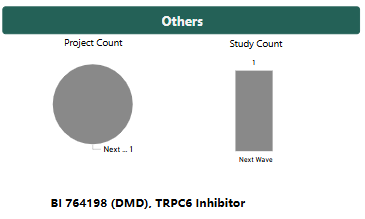 Others
Project Count
Study Count
1
Next ... 1
Next Wave
BI 764198 (DMD), TRPC6 Inhibitor